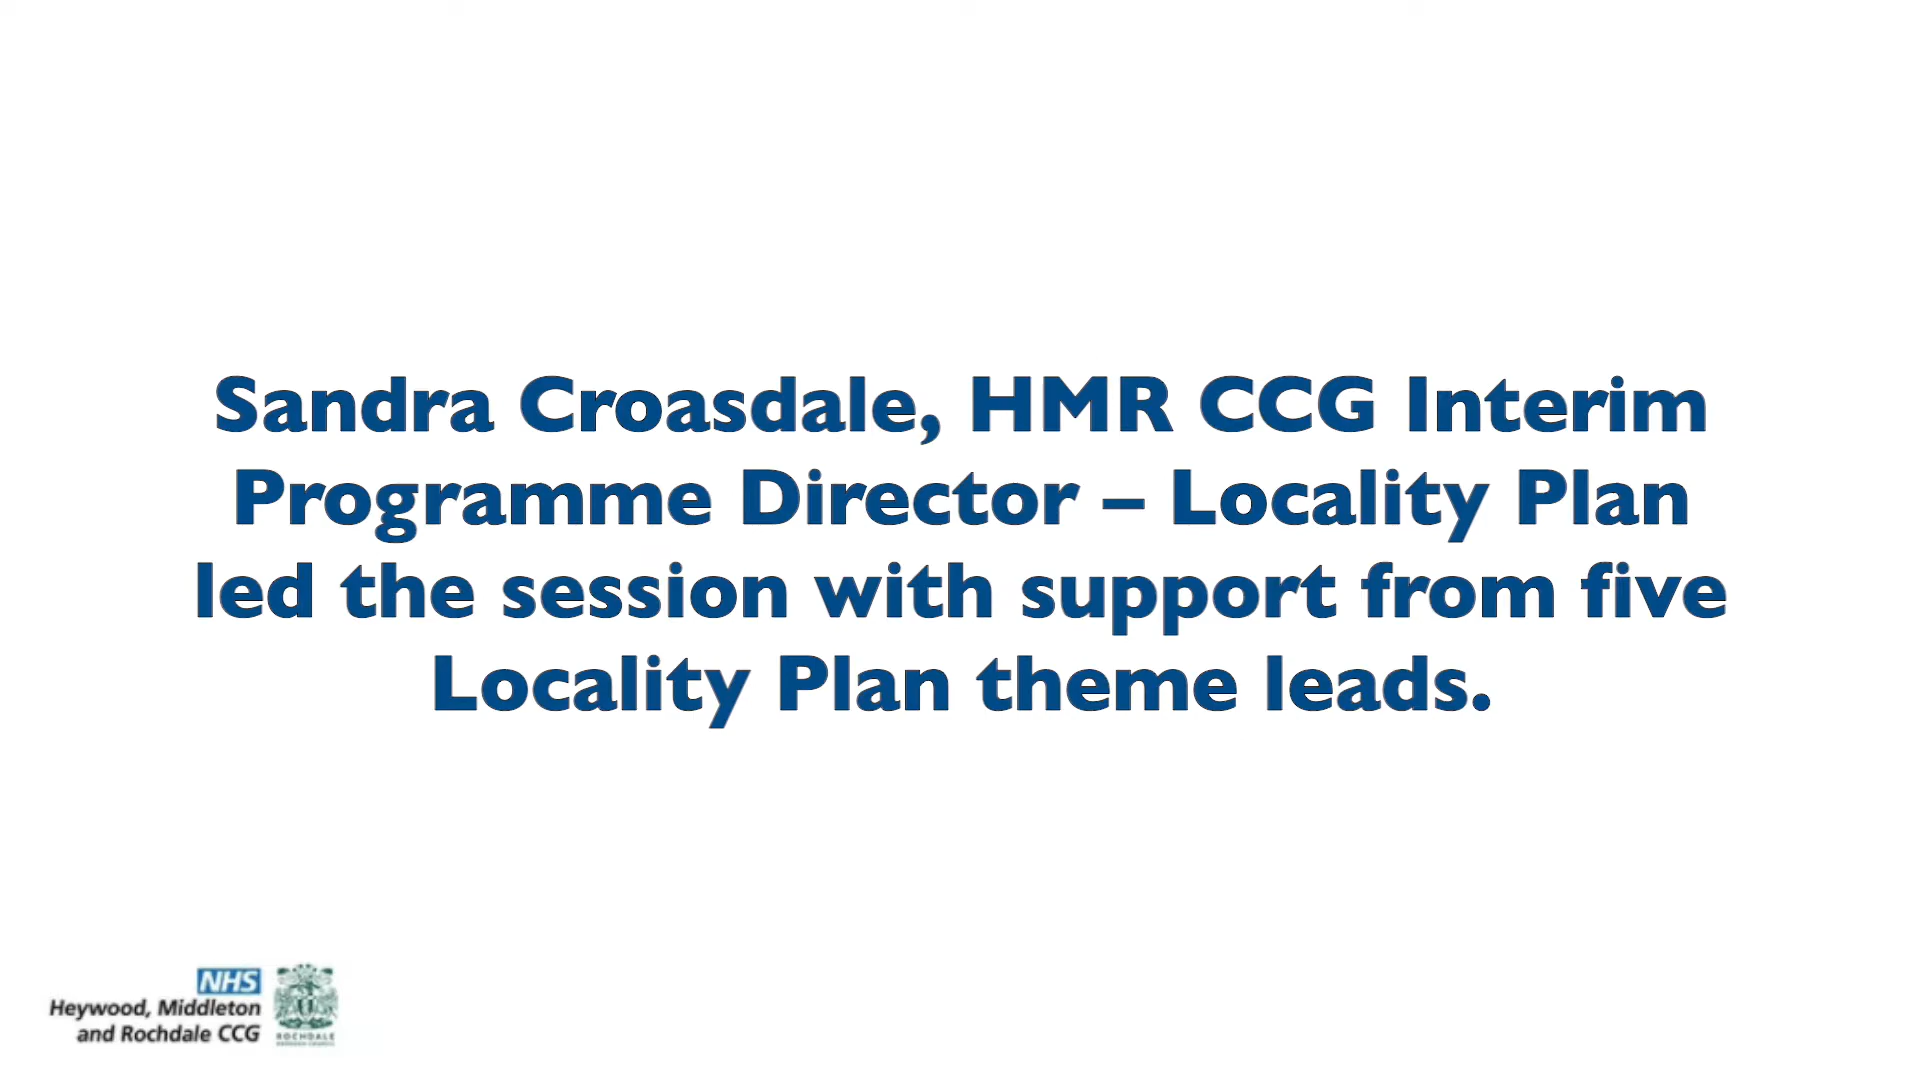 Sandra Croasdale, HMR CCG Interim
Programme Director – Locality Plan
led the session with support from five
Locality Plan theme leads.
NHS
Heywood, Middleton
and Rochdale CCG
ROCHDALE